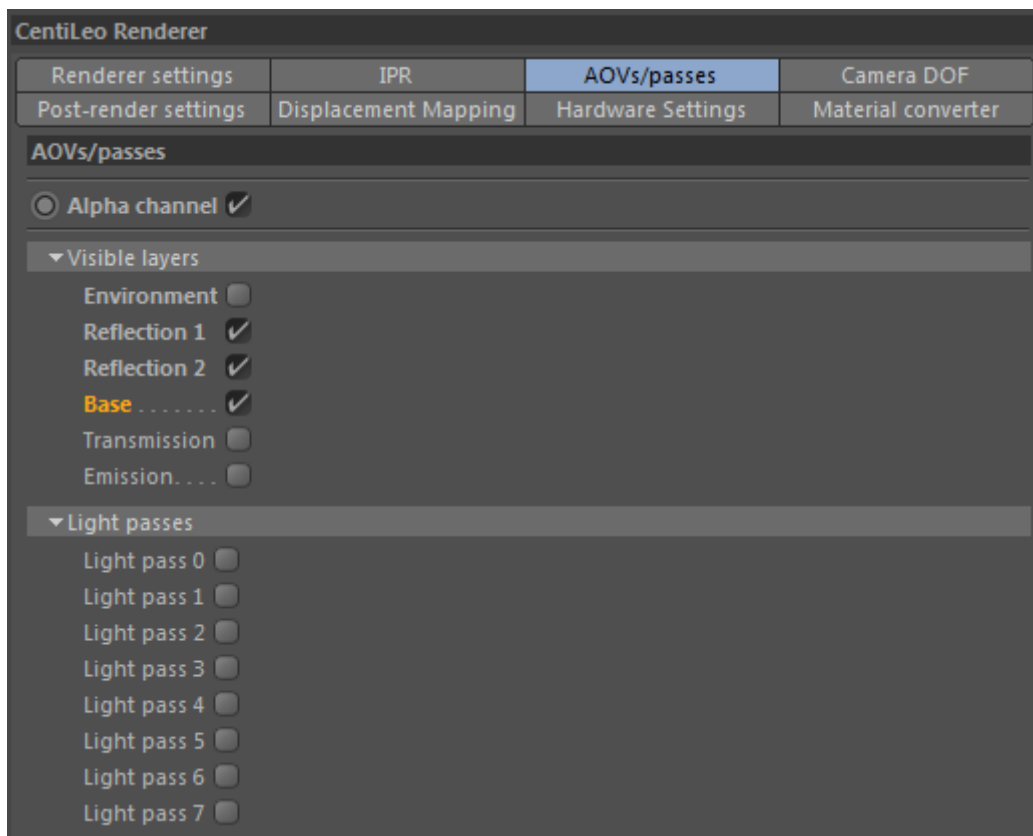 CentiLeo Renderer
Renderer settings IPR AOVs/passes Camera DOF
Post-render settings Displacement Mapping Hardware Settings Material converter
AOVs/passes
Alpha channel
Visible layers
Environment
Reflection 1
Reflection 2
Base . . . . . . .
Transmission
Emission. . . .
Light passes
Light pass 0
Light pass 1
Light pass 2
Light pass 3
Light pass 4
Light pass 5
Light pass 6
Light pass 7